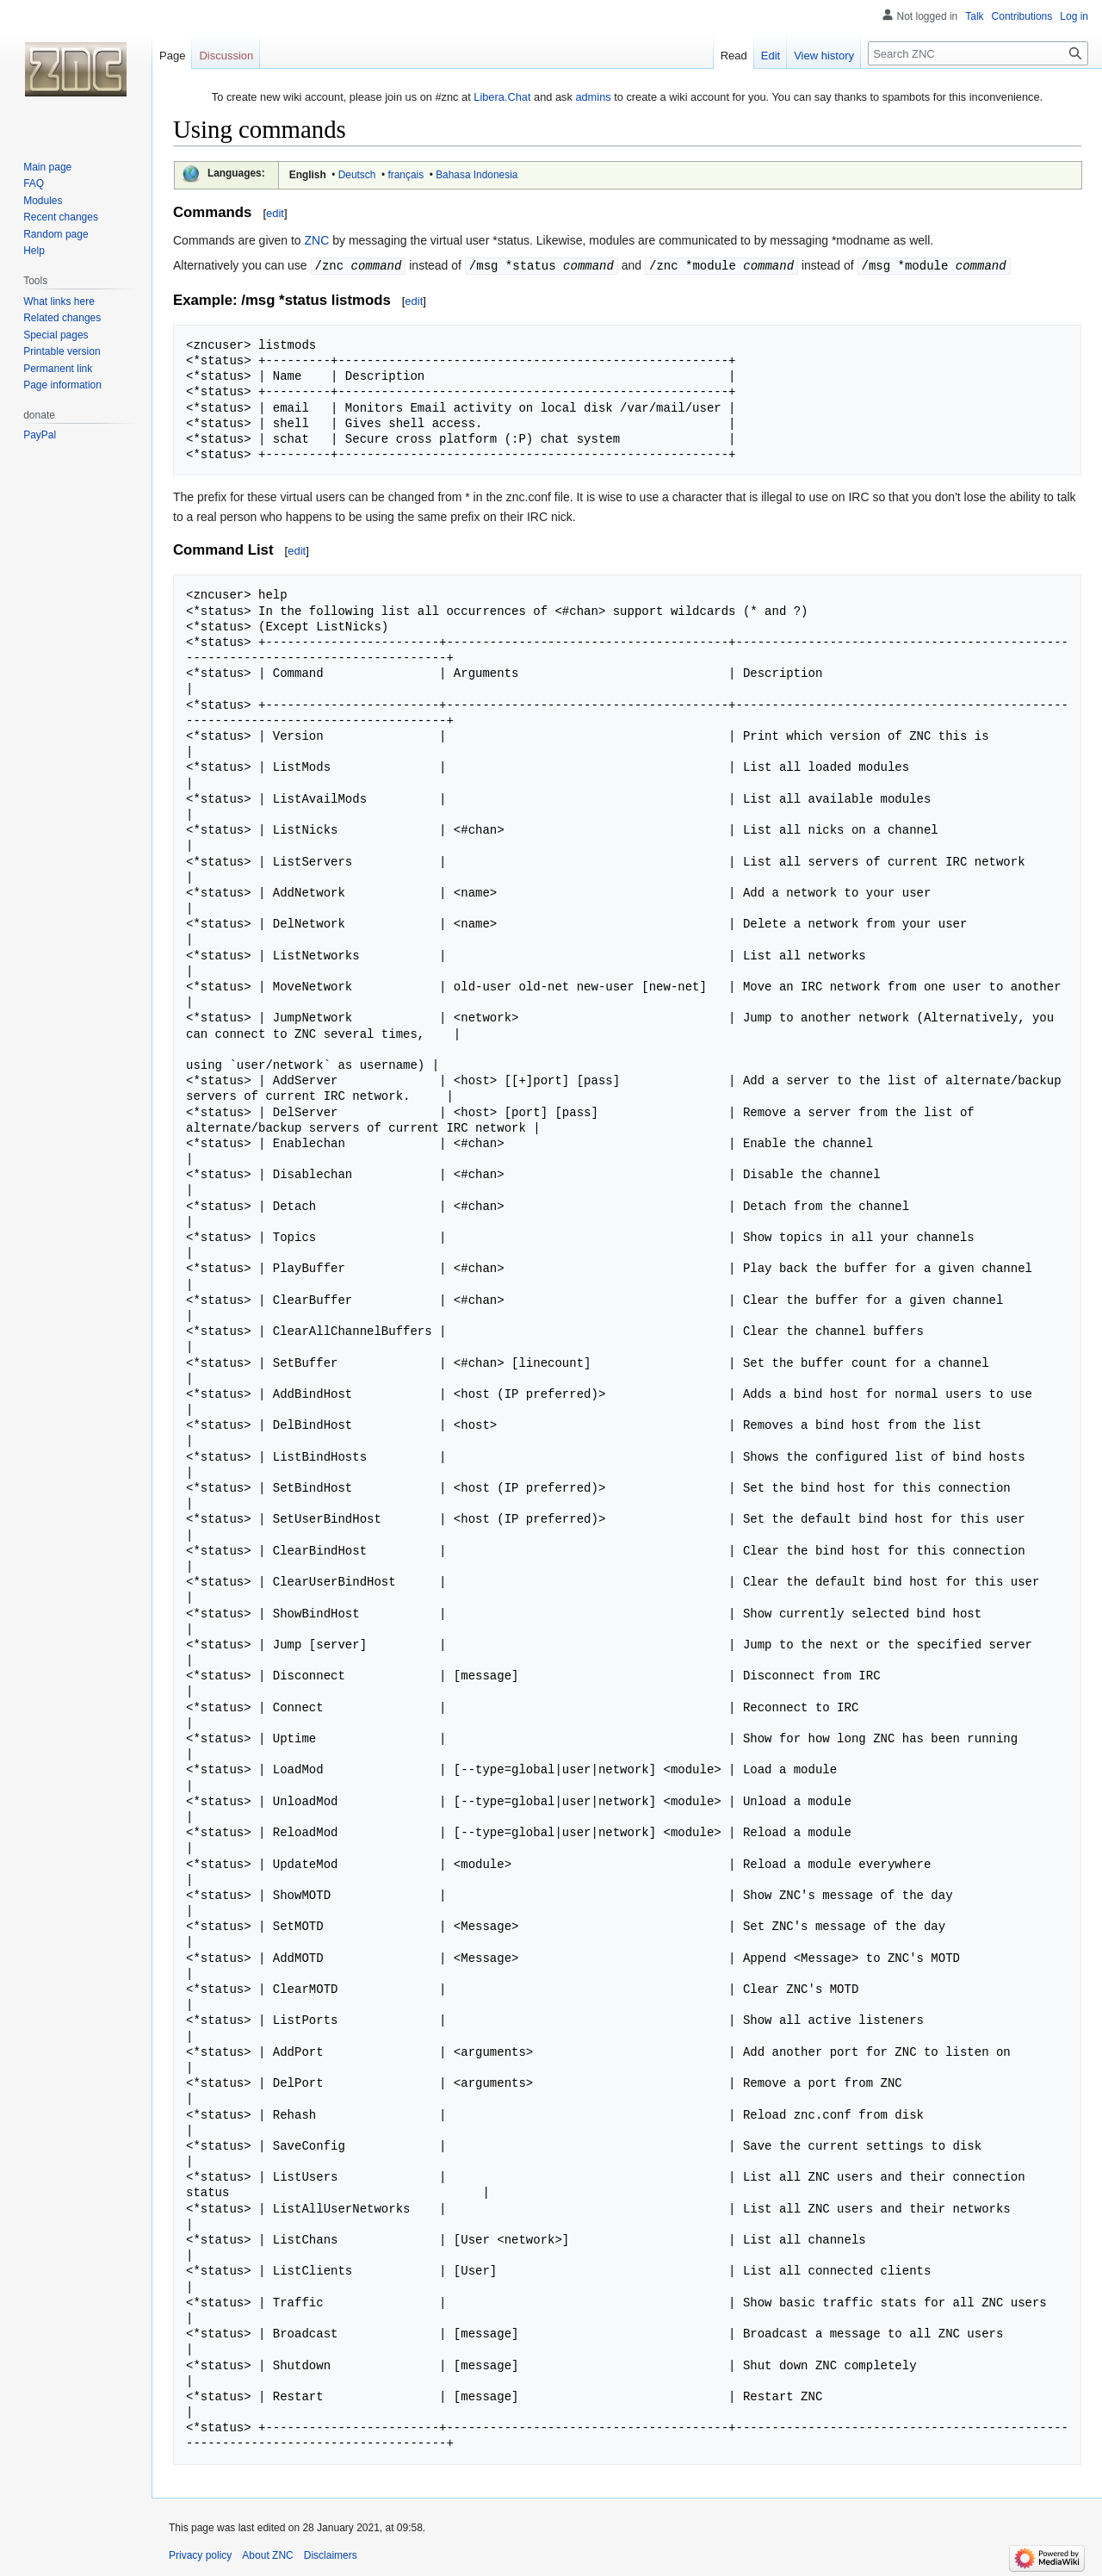 Not logged in Talk Contributions Log in
ZNC
Page Discussion Read Edit View history Search ZNC
To create new wiki account, please join us on #znc at Libera.Chat and ask admins to create a wiki account for you. You can say thanks to spambots for this inconvenience.
Using commands
Main page
FAQ
Modules
Recent changes
Random page
Help
Tools
What links here
Related changes
Special pages
Printable version
Permanent link
Page information
donate
PayPal
Languages: English • Deutsch • français • Bahasa Indonesia
Commands [edit]
Commands are given to ZNC by messaging the virtual user *status. Likewise, modules are communicated to by messaging *modname as well.
Alternatively you can use /znc command instead of /msg *status command and /znc *module command instead of /msg *module command
Example: /msg *status listmods [edit]
<zncuser> listmods
<*status> +---------+------------------------------------------------------+
<*status> | Name    | Description                                          |
<*status> +---------+------------------------------------------------------+
<*status> | email   | Monitors Email activity on local disk /var/mail/user |
<*status> | shell   | Gives shell access.                                  |
<*status> | schat   | Secure cross platform (:P) chat system               |
<*status> +---------+------------------------------------------------------+
The prefix for these virtual users can be changed from * in the znc.conf file. It is wise to use a character that is illegal to use on IRC so that you don't lose the ability to talk
to a real person who happens to be using the same prefix on their IRC nick.
Command List [edit]
<zncuser> help
<*status> In the following list all occurrences of <#chan> support wildcards (* and ?)
<*status> (Except ListNicks)
<*status> +------------------------+---------------------------------------+----------------------------------------------
------------------------------------+
<*status> | Command                | Arguments                             | Description
|
<*status> +------------------------+---------------------------------------+----------------------------------------------
------------------------------------+
<*status> | Version                |                                       | Print which version of ZNC this is
|
<*status> | ListMods               |                                       | List all loaded modules
|
<*status> | ListAvailMods          |                                       | List all available modules
|
<*status> | ListNicks              | <#chan>                               | List all nicks on a channel
|
<*status> | ListServers            |                                       | List all servers of current IRC network
|
<*status> | AddNetwork             | <name>                                | Add a network to your user
|
<*status> | DelNetwork             | <name>                                | Delete a network from your user
|
<*status> | ListNetworks           |                                       | List all networks
|
<*status> | MoveNetwork            | old-user old-net new-user [new-net]   | Move an IRC network from one user to another
|
<*status> | JumpNetwork            | <network>                             | Jump to another network (Alternatively, you
can connect to ZNC several times,    |
using `user/network` as username) |
<*status> | AddServer              | <host> [[+]port] [pass]               | Add a server to the list of alternate/backup
servers of current IRC network.     |
<*status> | DelServer              | <host> [port] [pass]                  | Remove a server from the list of
alternate/backup servers of current IRC network |
<*status> | Enablechan             | <#chan>                               | Enable the channel
|
<*status> | Disablechan            | <#chan>                               | Disable the channel
|
<*status> | Detach                 | <#chan>                               | Detach from the channel
|
<*status> | Topics                 |                                       | Show topics in all your channels
|
<*status> | PlayBuffer             | <#chan>                               | Play back the buffer for a given channel
|
<*status> | ClearBuffer            | <#chan>                               | Clear the buffer for a given channel
|
<*status> | ClearAllChannelBuffers |                                       | Clear the channel buffers
|
<*status> | SetBuffer              | <#chan> [linecount]                   | Set the buffer count for a channel
|
<*status> | AddBindHost            | <host (IP preferred)>                 | Adds a bind host for normal users to use
|
<*status> | DelBindHost            | <host>                                | Removes a bind host from the list
|
<*status> | ListBindHosts          |                                       | Shows the configured list of bind hosts
|
<*status> | SetBindHost            | <host (IP preferred)>                 | Set the bind host for this connection
|
<*status> | SetUserBindHost        | <host (IP preferred)>                 | Set the default bind host for this user
|
<*status> | ClearBindHost          |                                       | Clear the bind host for this connection
|
<*status> | ClearUserBindHost      |                                       | Clear the default bind host for this user
|
<*status> | ShowBindHost           |                                       | Show currently selected bind host
|
<*status> | Jump [server]          |                                       | Jump to the next or the specified server
|
<*status> | Disconnect             | [message]                             | Disconnect from IRC
|
<*status> | Connect                |                                       | Reconnect to IRC
|
<*status> | Uptime                 |                                       | Show for how long ZNC has been running
|
<*status> | LoadMod                | [--type=global|user|network] <module> | Load a module
|
<*status> | UnloadMod              | [--type=global|user|network] <module> | Unload a module
|
<*status> | ReloadMod              | [--type=global|user|network] <module> | Reload a module
|
<*status> | UpdateMod              | <module>                              | Reload a module everywhere
|
<*status> | ShowMOTD               |                                       | Show ZNC's message of the day
|
<*status> | SetMOTD                | <Message>                             | Set ZNC's message of the day
|
<*status> | AddMOTD                | <Message>                             | Append <Message> to ZNC's MOTD
|
<*status> | ClearMOTD              |                                       | Clear ZNC's MOTD
|
<*status> | ListPorts              |                                       | Show all active listeners
|
<*status> | AddPort                | <arguments>                           | Add another port for ZNC to listen on
|
<*status> | DelPort                | <arguments>                           | Remove a port from ZNC
|
<*status> | Rehash                 |                                       | Reload znc.conf from disk
|
<*status> | SaveConfig             |                                       | Save the current settings to disk
|
<*status> | ListUsers              |                                       | List all ZNC users and their connection
status                                   |
<*status> | ListAllUserNetworks    |                                       | List all ZNC users and their networks
|
<*status> | ListChans              | [User <network>]                      | List all channels
|
<*status> | ListClients            | [User]                                | List all connected clients
|
<*status> | Traffic                |                                       | Show basic traffic stats for all ZNC users
|
<*status> | Broadcast              | [message]                             | Broadcast a message to all ZNC users
|
<*status> | Shutdown               | [message]                             | Shut down ZNC completely
|
<*status> | Restart                | [message]                             | Restart ZNC
|
<*status> +------------------------+---------------------------------------+----------------------------------------------
------------------------------------+
This page was last edited on 28 January 2021, at 09:58.
Privacy policy About ZNC Disclaimers
Powered by
MediaWiki